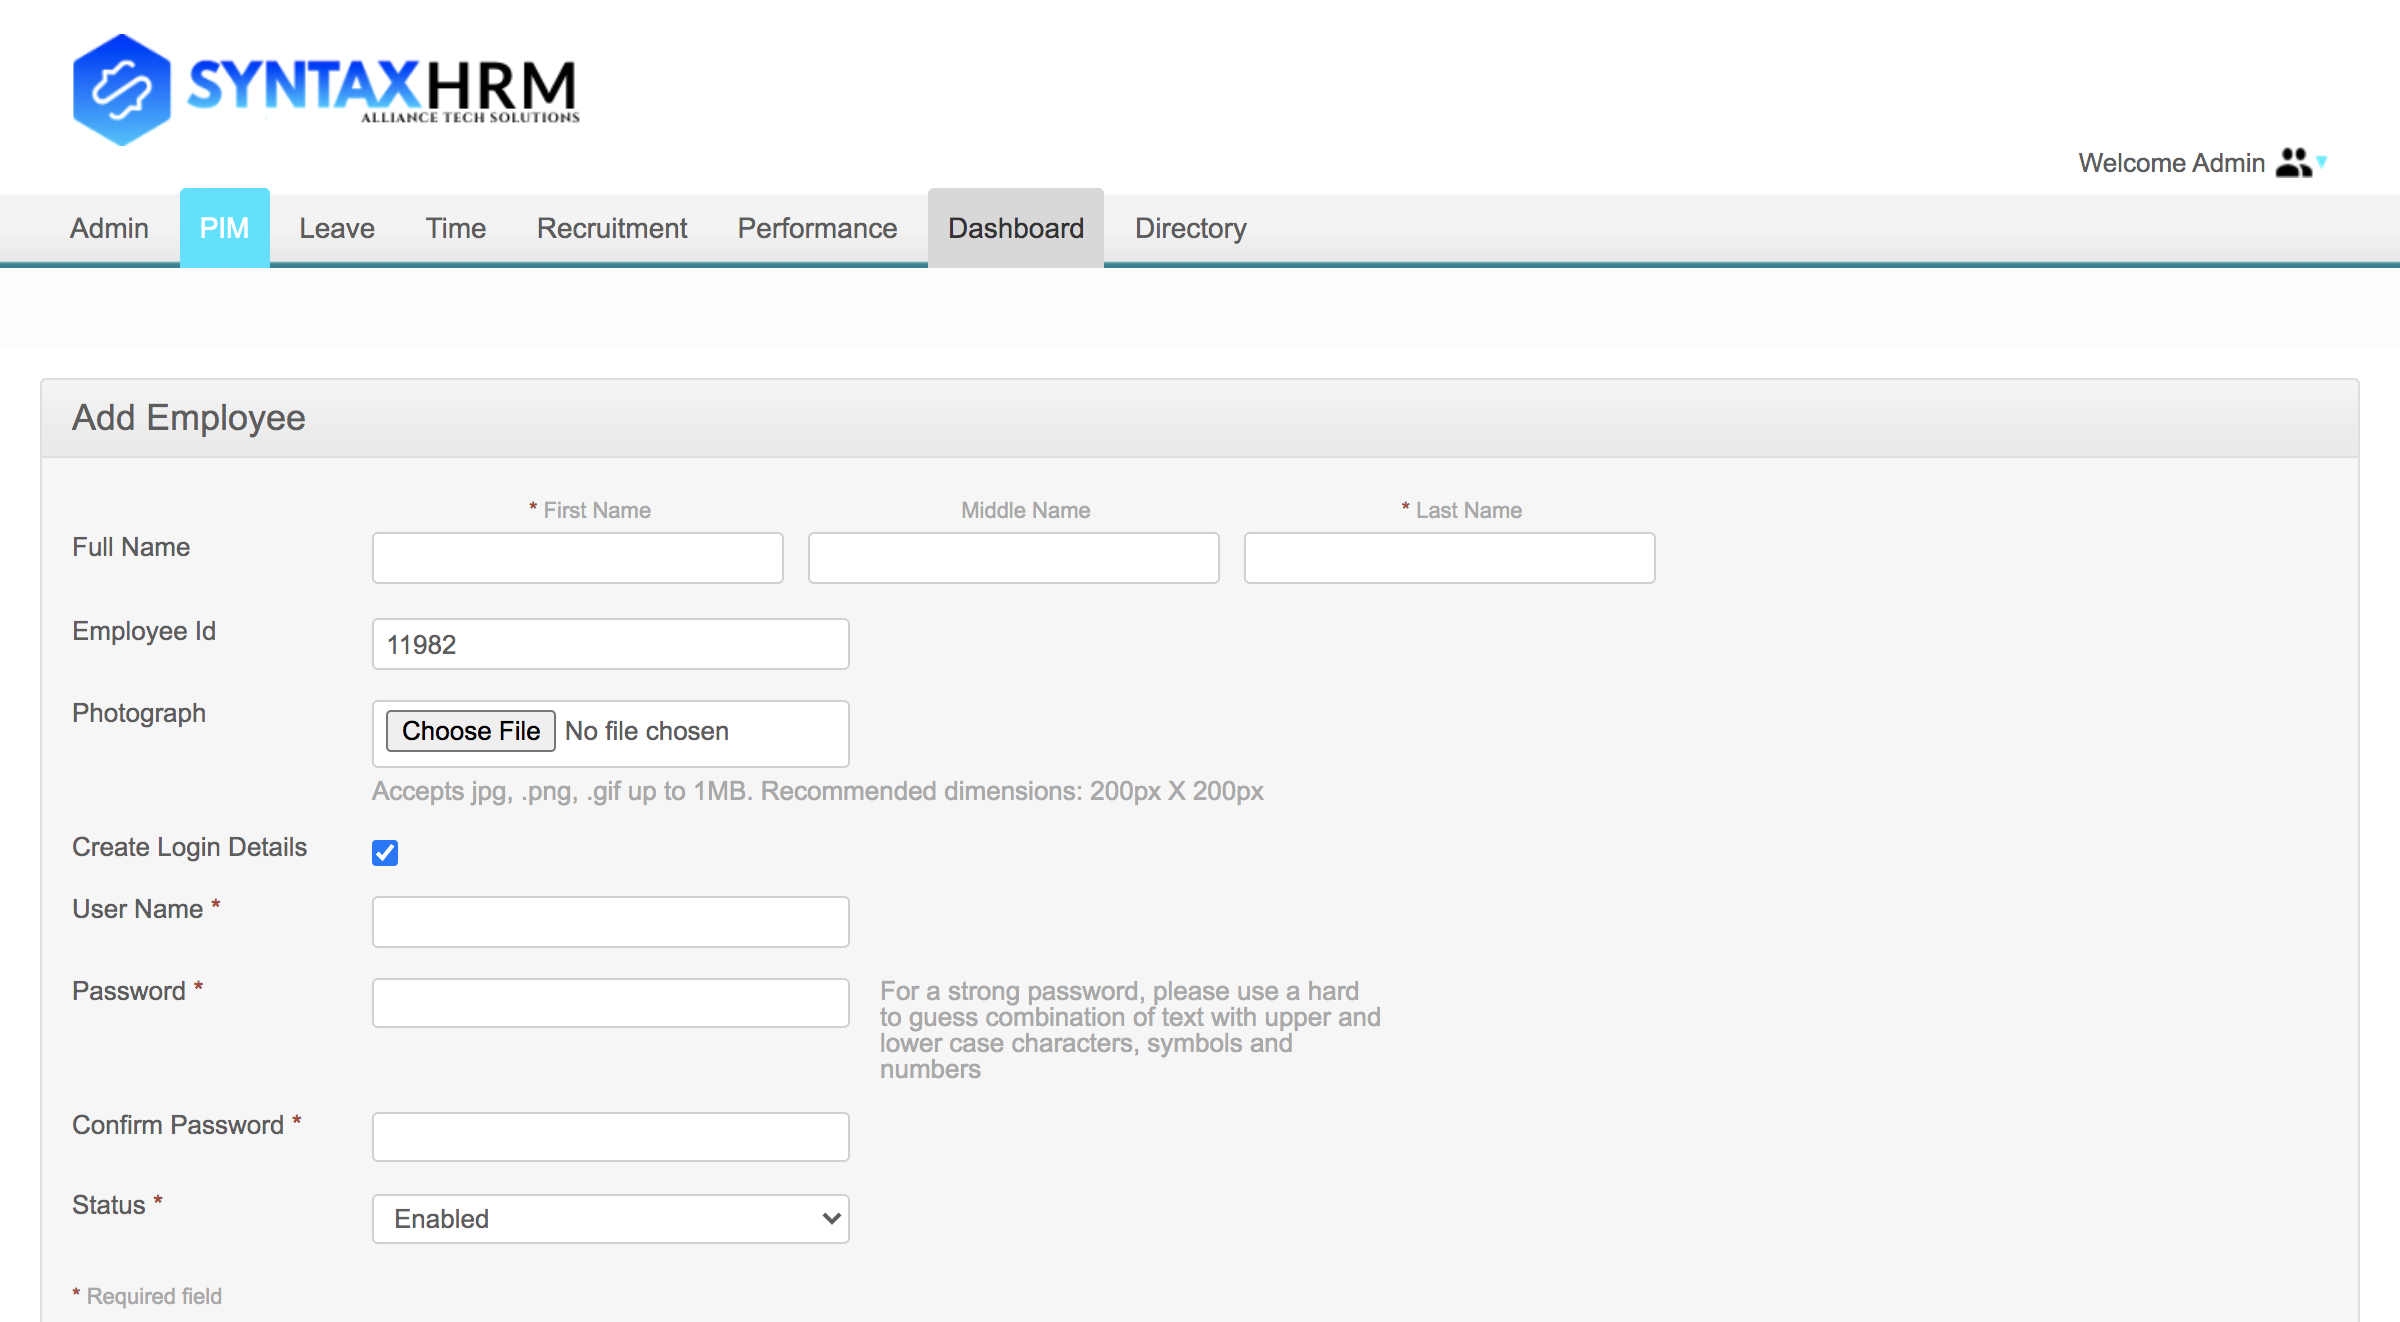 SYNTAXHRM
ALLIANCE TECH SOLUTIONS
Welcome Admin
Admin PIM Leave Time Recruitment Performance Dashboard Directory
Add Employee
* First Name Middle Name * Last Name
Full Name
Employee Id 11982
Photograph Choose File No file chosen
Accepts jpg, .png, .gif up to 1MB. Recommended dimensions: 200px X 200px
Create Login Details
User Name *
Password * For a strong password, please use a hard
to guess combination of text with upper and
lower case characters, symbols and
numbers
Confirm Password *
Status * Enabled
* Required field